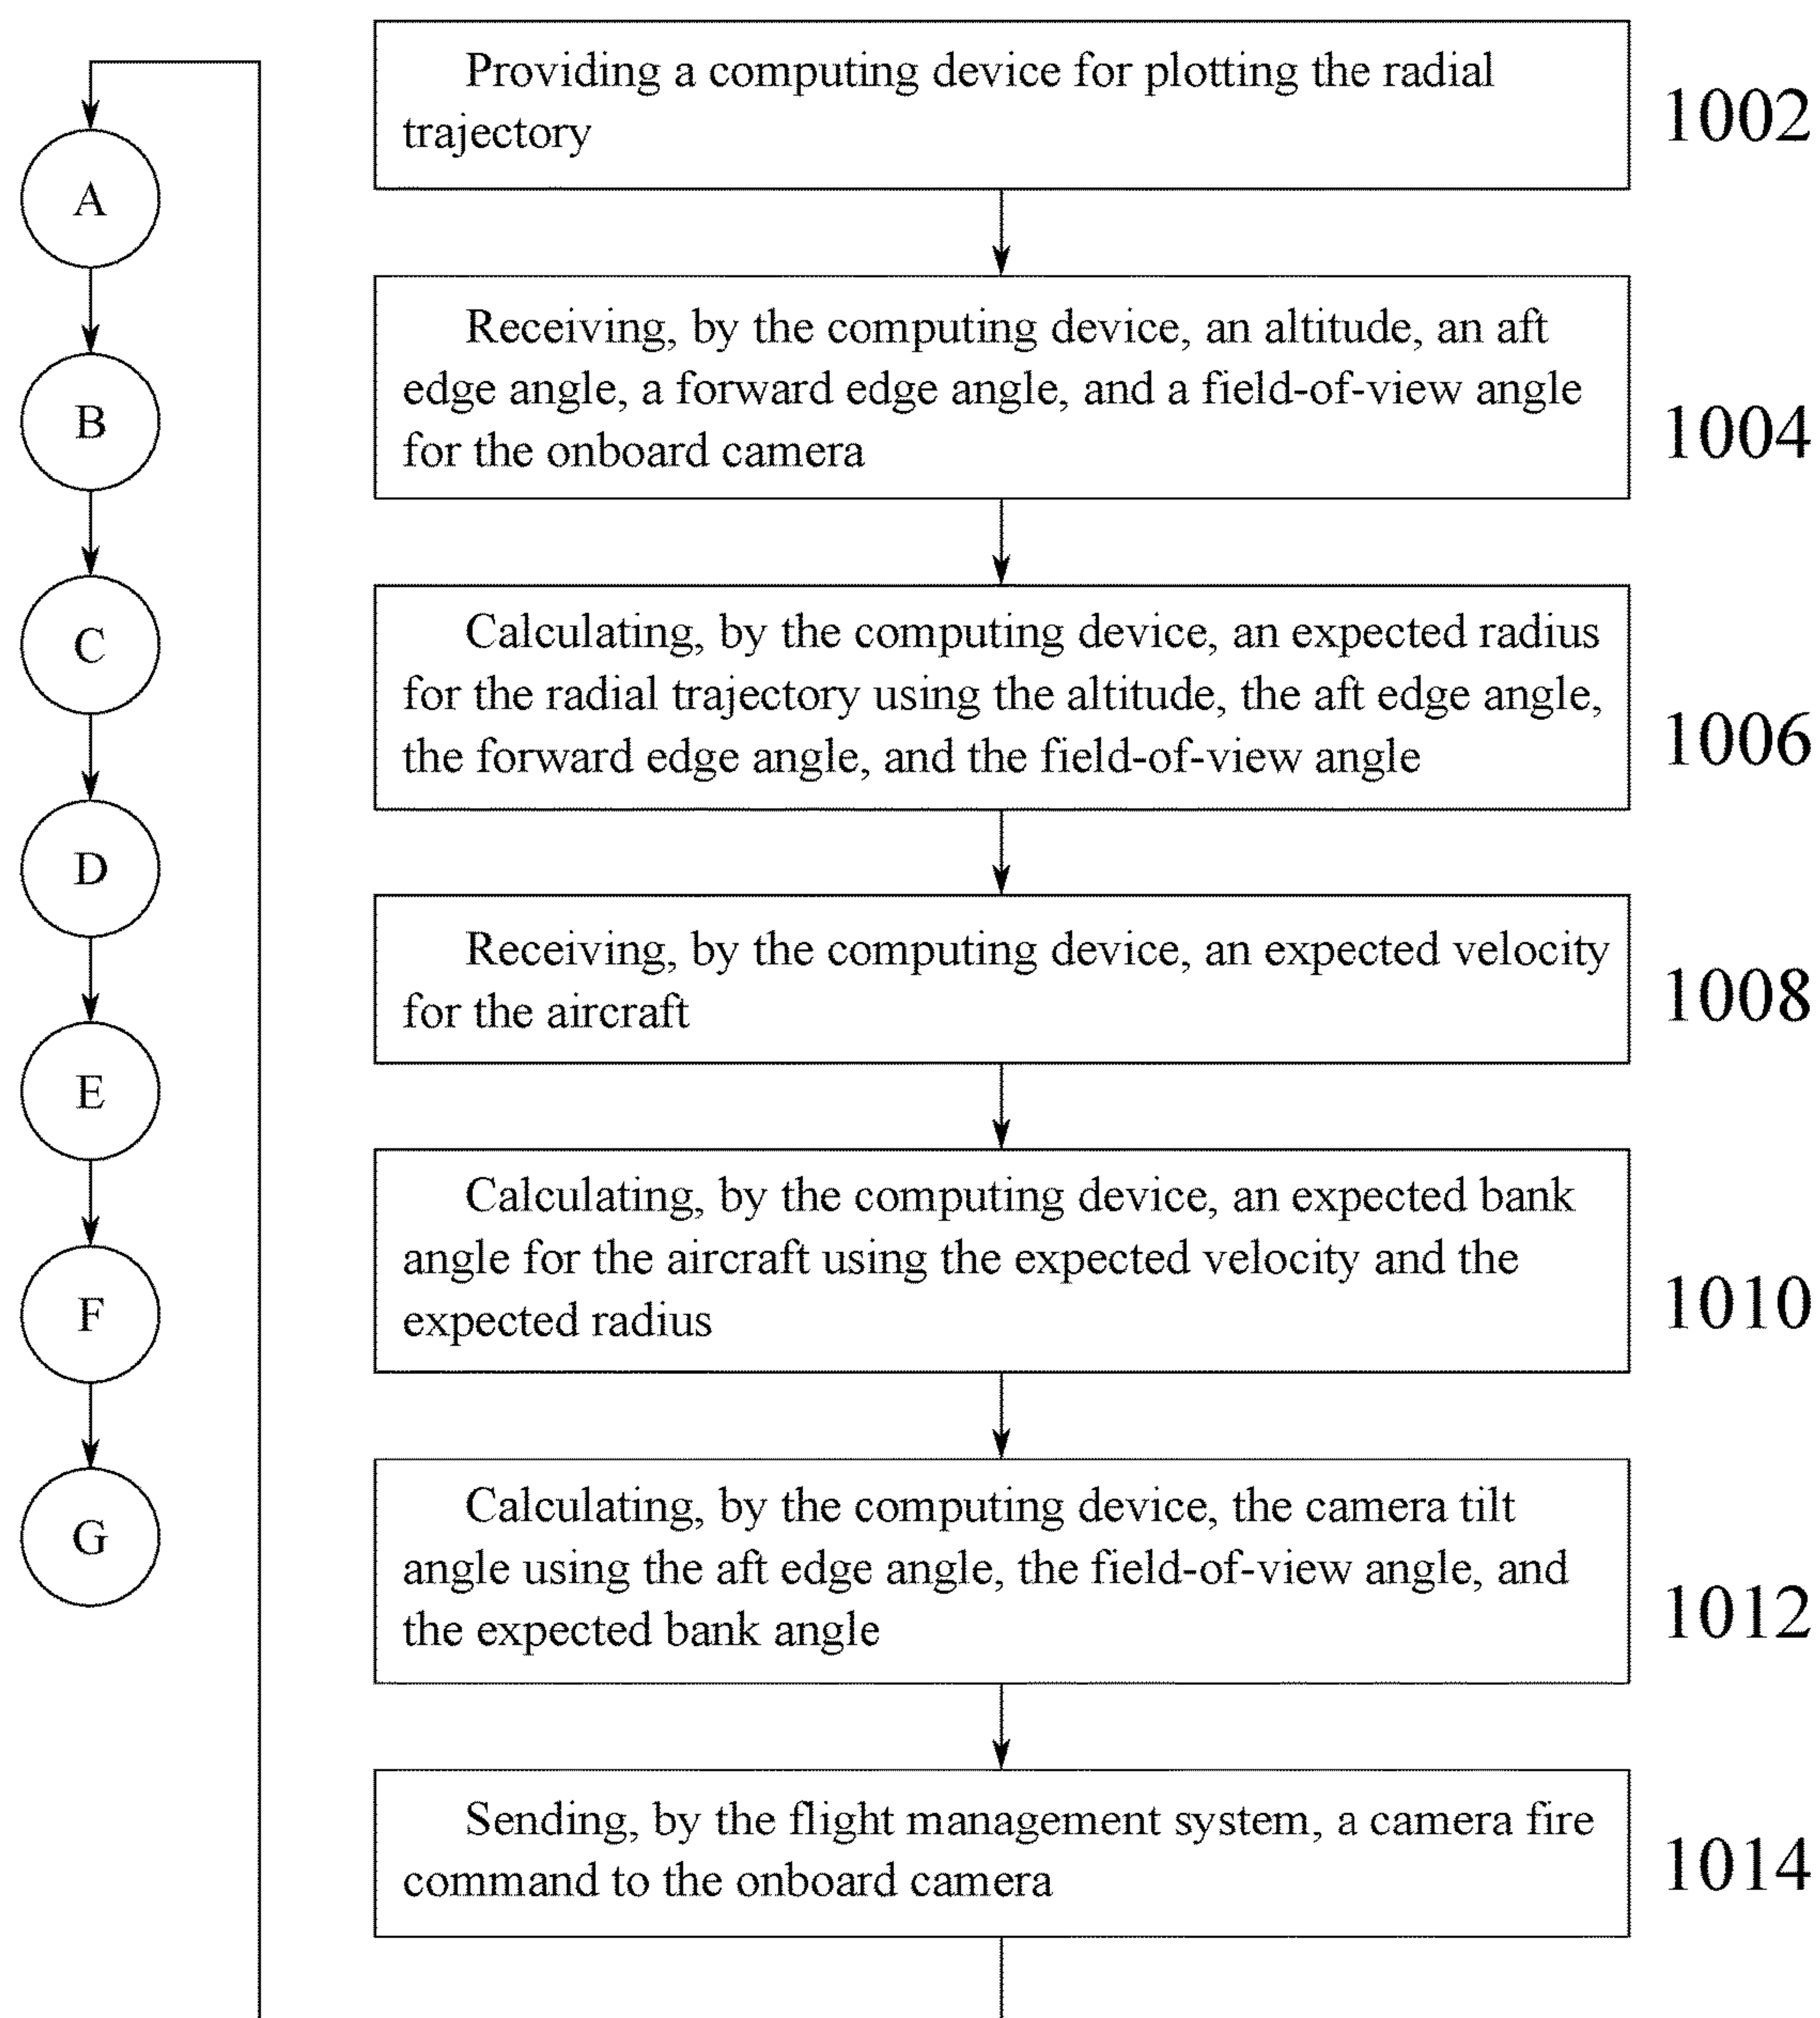 Providing a computing device for plotting the radial
trajectory
1002
A
Receiving, by the computing device, an altitude, an aft
edge angle, a forward edge angle, and a field-of-view angle
for the onboard camera
1004
B
Calculating, by the computing device, an expected radius
for the radial trajectory using the altitude, the aft edge angle,
the forward edge angle, and the field-of-view angle
1006
C
D
Receiving, by the computing device, an expected velocity
for the aircraft
1008
E
Calculating, by the computing device, an expected bank
angle for the aircraft using the expected velocity and the
expected radius
1010
F
Calculating, by the computing device, the camera tilt
angle using the aft edge angle, the field-of-view angle, and
the expected bank angle
1012
G
Sending, by the flight management system, a camera fire
command to the onboard camera
1014